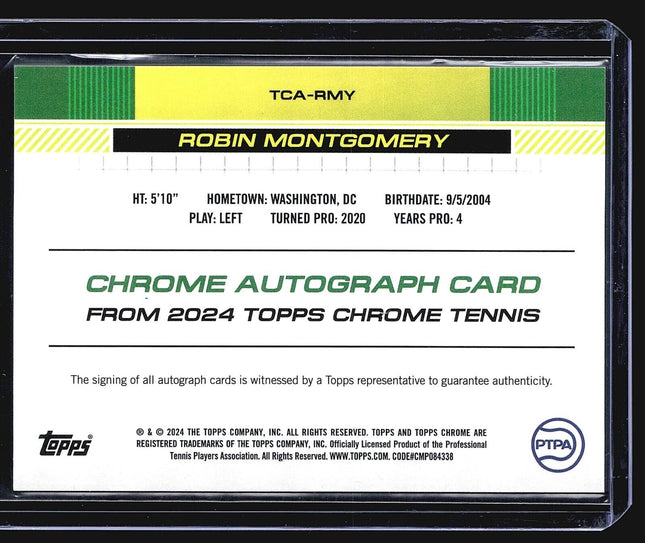 TCA-RMY
ROBIN MONTGOMERY
HT: 5'10" HOMETOWN: WASHINGTON, DC BIRTHDATE: 9/5/2004
PLAY: LEFT TURNED PRO: 2020 YEARS PRO: 4
CHROME AUTOGRAPH CARD
FROM 2024 TOPPS CHROME TENNIS
The signing of all autograph cards is witnessed by a Topps representative to guarantee authenticity.
topps®
® & © 2024 THE TOPPS COMPANY, INC. ALL RIGHTS RESERVED. TOPPS AND TOPPS CHROME ARE
REGISTERED TRADEMARKS OF THE TOPPS COMPANY, INC. Officially Licensed Product of the Professional
Tennis Players Association. All Rights Reserved. WWW.TOPPS.COM. CODE#CMP084338
PTPA